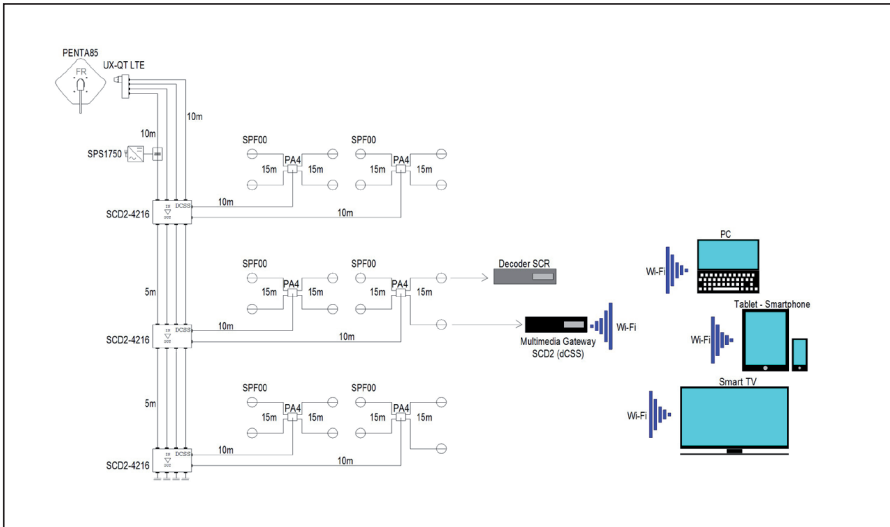 PENTA85
FR
UX-QT LTE
10m
10m
SPS1750
SPF00
SPF00
PA4
PA4
15m
15m
15m
15m
SCD2-4216
DCSS
10m
10m
5m
SPF00
SPF00
PA4
PA4
15m
15m
15m
15m
SCD2-4216
DCSS
10m
10m
5m
SPF00
SPF00
PA4
PA4
15m
15m
15m
15m
SCD2-4216
DCSS
10m
10m
Decoder SCR
Multimedia Gateway
SCD2 (dCSS)
Wi-Fi
PC
Wi-Fi
Tablet - Smartphone
Wi-Fi
Smart TV
Wi-Fi